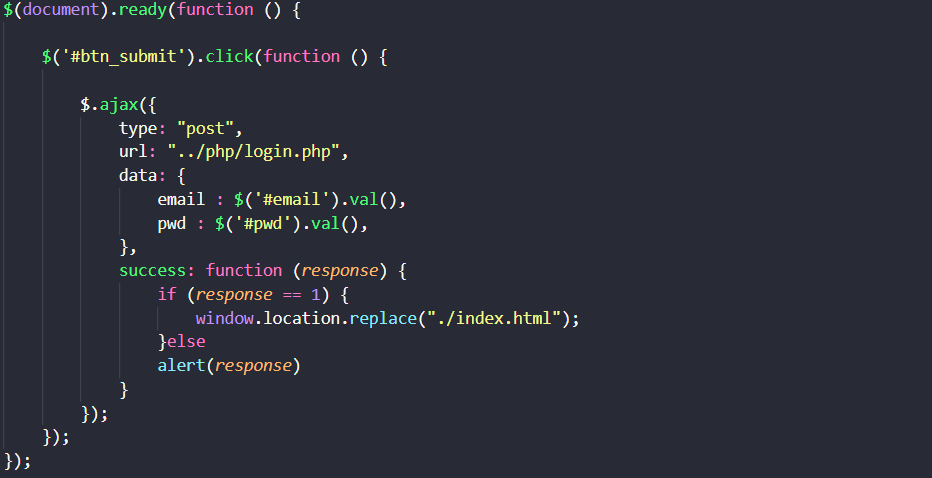 $(document).ready(function () {
$('#btn_submit').click(function () {
$.ajax({
type: "post",
url: "../php/login.php",
data: {
email : $('#email').val(),
pwd : $('#pwd').val(),
},
success: function (response) {
if (response == 1) {
window.location.replace("./index.html");
}else
alert(response)
}
});
});
});